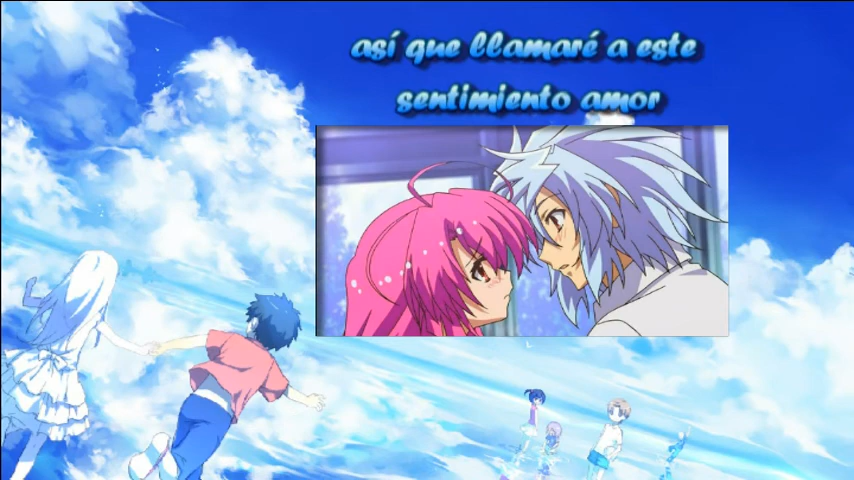 así que llamaré a este
sentimiento amor